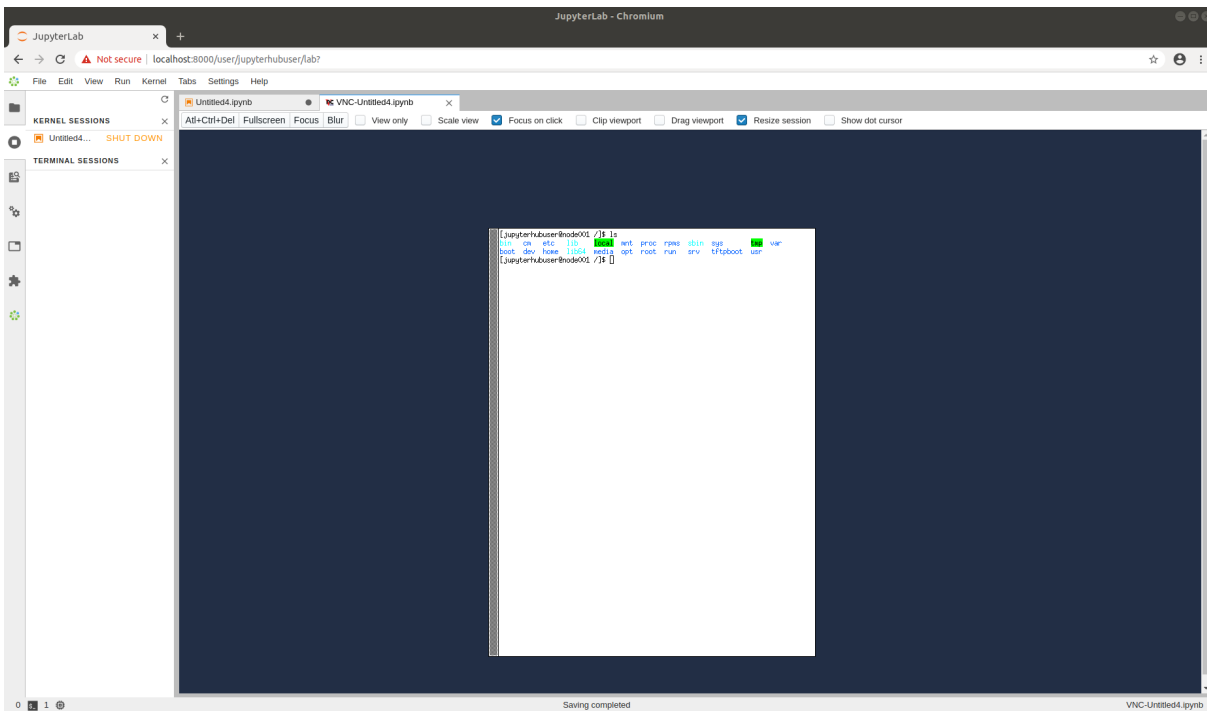 JupyterLab - Chromium
JupyterLab × +
Not secure | localhost:8000/user/jupyterhubuser/lab?
File Edit View Run Kernel Tabs Settings Help
Untitled4.ipynb ● VNC-Untitled4.ipynb ×
KERNEL SESSIONS ×
Atl+Ctrl+Del Fullscreen Focus Blur View only Scale view Focus on click Clip viewport Drag viewport Resize session Show dot cursor
Untitled4... SHUT DOWN
TERMINAL SESSIONS ×
[jupyterhubuser@node001 /]$ ls
bin cm etc lib local mnt proc rpms sbin sys tmp var
boot dev home lib64 media opt root run srv tftpboot usr
[jupyterhubuser@node001 /]$
0 1 Saving completed VNC-Untitled4.ipynb